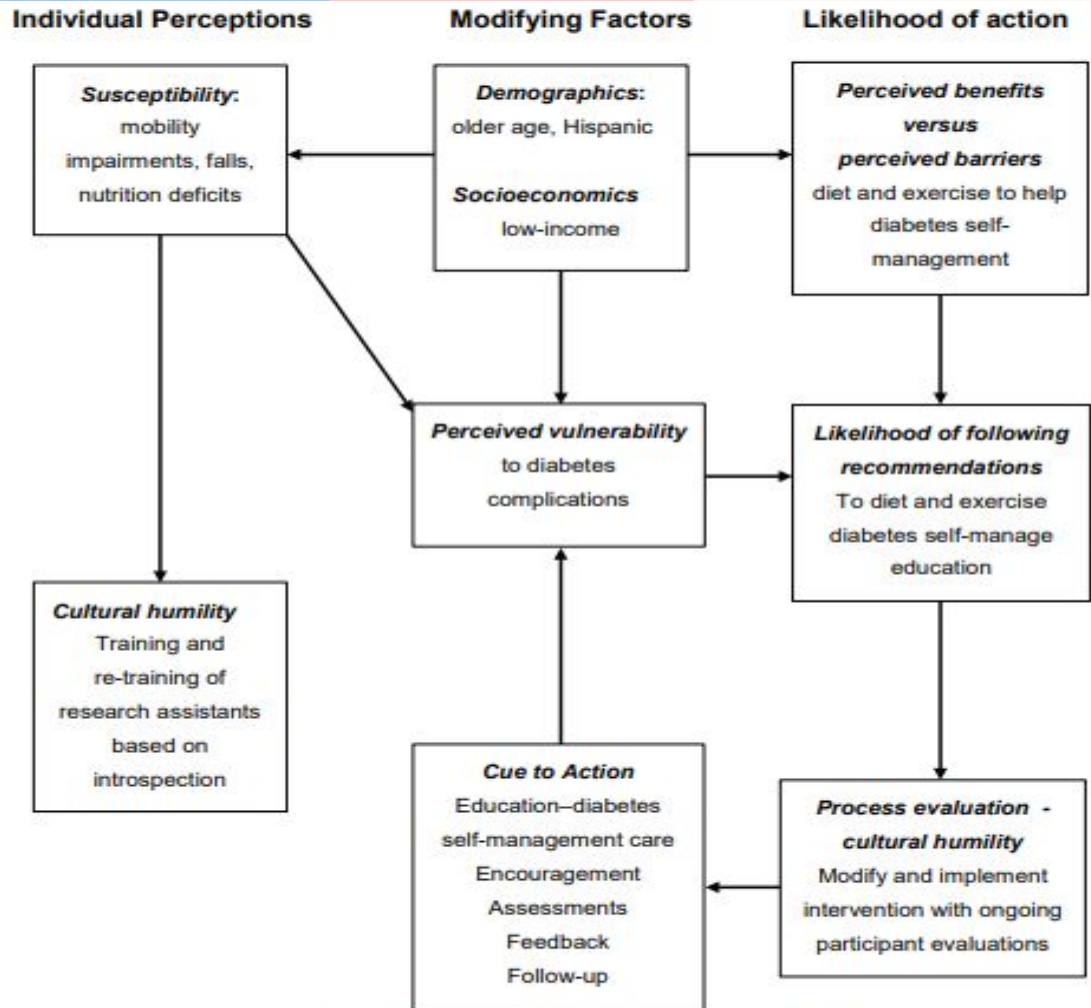 Individual Perceptions
Modifying Factors
Likelihood of action
Susceptibility:
mobility
impairments, falls,
nutrition deficits
Demographics:
older age, Hispanic
Socioeconomics
low-income
Perceived benefits
versus
perceived barriers
diet and exercise to help
diabetes self-
management
Perceived vulnerability
to diabetes
complications
Likelihood of following
recommendations
To diet and exercise
diabetes self-manage
education
Cultural humility
Training and
re-training of
research assistants
based on
introspection
Cue to Action
Education–diabetes
self-management care
Encouragement
Assessments
Feedback
Follow-up
Process evaluation -
cultural humility
Modify and implement
intervention with ongoing
participant evaluations